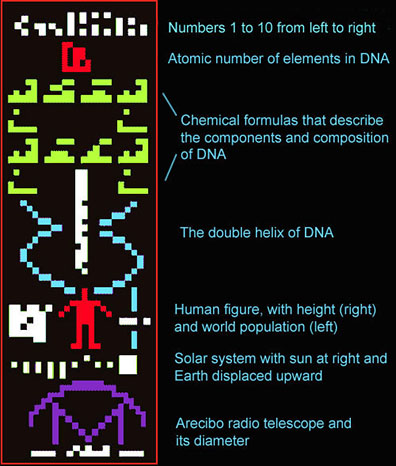 Numbers 1 to 10 from left to right
Atomic number of elements in DNA
Chemical formulas that describe
the components and composition
of DNA
The double helix of DNA
Human figure, with height (right)
and world population (left)
Solar system with sun at right and
Earth displaced upward
Arecibo radio telescope and
its diameter